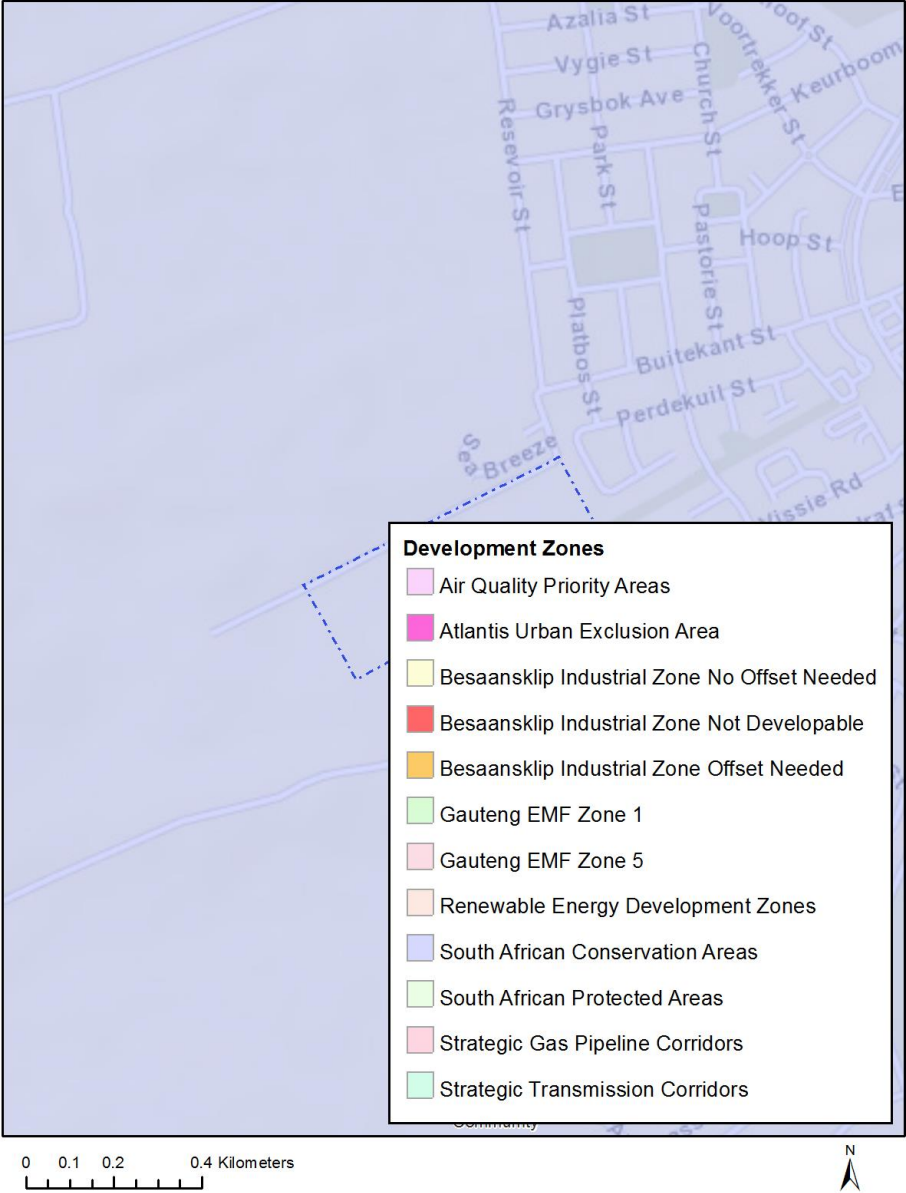 Azalia St
Vygie St
Grysbok Ave
Resevoir St
Park St
Church St
Voortrekker St
Keurboom
Pastorie St
Hoop St
E
Platbos St
Buitekant St
Perdekuil St
Sea Breeze
Vissie Rd
Development Zones
Air Quality Priority Areas
Atlantis Urban Exclusion Area
Besaansklip Industrial Zone No Offset Needed
Besaansklip Industrial Zone Not Developable
Besaansklip Industrial Zone Offset Needed
Gauteng EMF Zone 1
Gauteng EMF Zone 5
Renewable Energy Development Zones
South African Conservation Areas
South African Protected Areas
Strategic Gas Pipeline Corridors
Strategic Transmission Corridors
Community
0 0.1 0.2 0.4 Kilometers
N